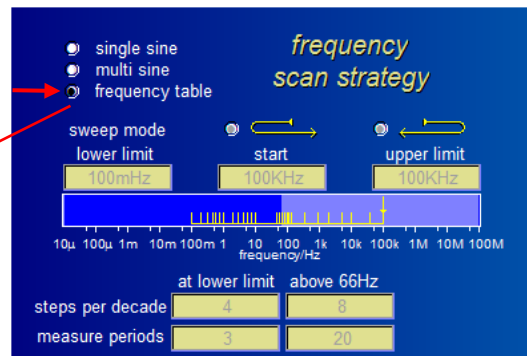 single sine
multi sine
frequency table
frequency
scan strategy
sweep mode
lower limit start upper limit
100mHz 100KHz 100KHz
10µ 100µ 1m 10m 100m 1 10 100 1k 10k 100k 1M 10M 100M
frequency/Hz
at lower limit above 66Hz
steps per decade 4 8
measure periods 3 20